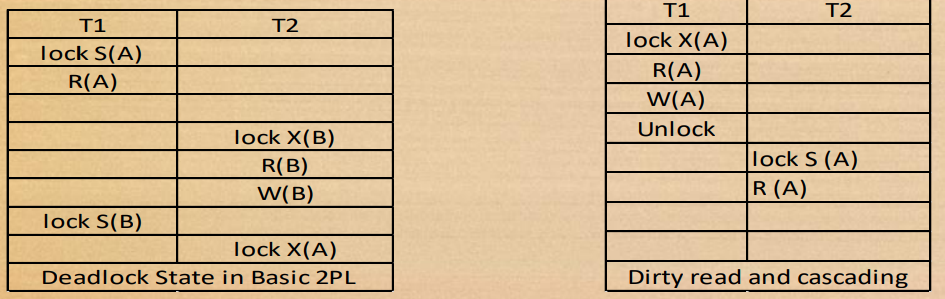 T1 T2
lock S(A)
R(A)
lock X(B)
R(B)
W(B)
lock S(B)
lock X(A)
Deadlock State in Basic 2PL
T1 T2
lock X(A)
R(A)
W(A)
Unlock
lock S (A)
R (A)
Dirty read and cascading